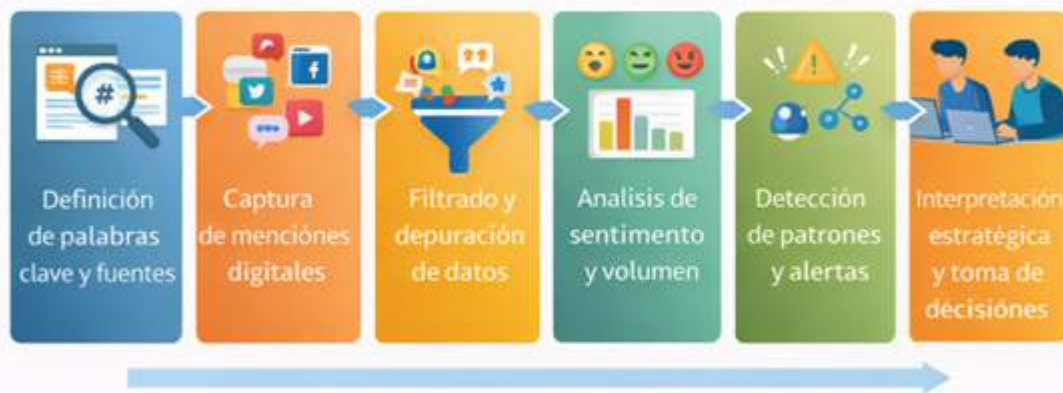 #
Definición
de palabras
clave y fuentes
Captura
de menciónes
digitales
Filtrado y
depuración
de datos
Analisis de
sentimento
y volumen
Detección
de patrones
y alertas
Interpretación
estratégica
y toma de
decisiónes